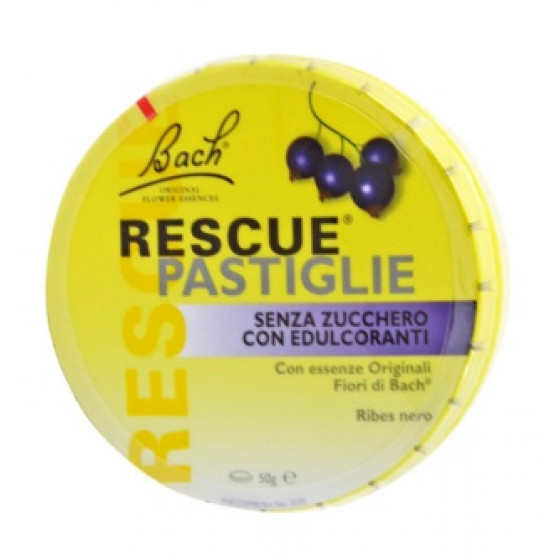 Bach®
ORIGINAL
FLOWER ESSENCES
RESCUE®
PASTIGLIE
SENZA ZUCCHERO
CON EDULCORANTI
Con essenze Originali
Fiori di Bach®
Ribes nero
50g ℮
RESCUE